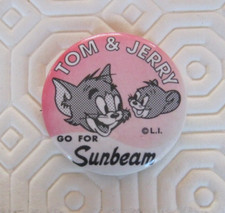 TOM & JERRY
© L.I.
GO FOR
Sunbeam